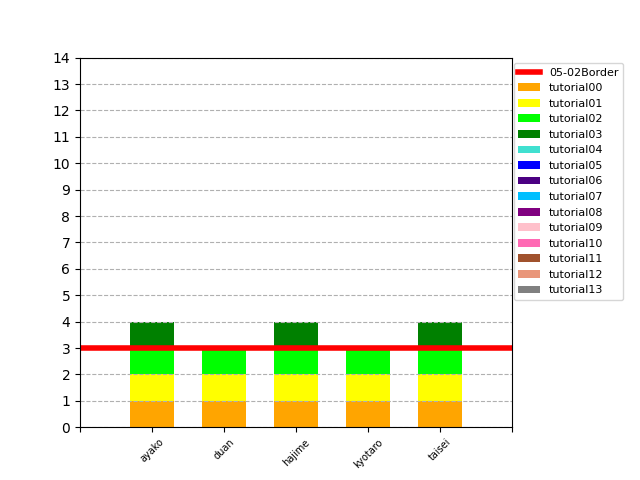 14
13
12
11
10
9
8
7
6
5
4
3
2
1
0
ayako
duan
hajime
kyotaro
taisei
05-02Border
tutorial00
tutorial01
tutorial02
tutorial03
tutorial04
tutorial05
tutorial06
tutorial07
tutorial08
tutorial09
tutorial10
tutorial11
tutorial12
tutorial13